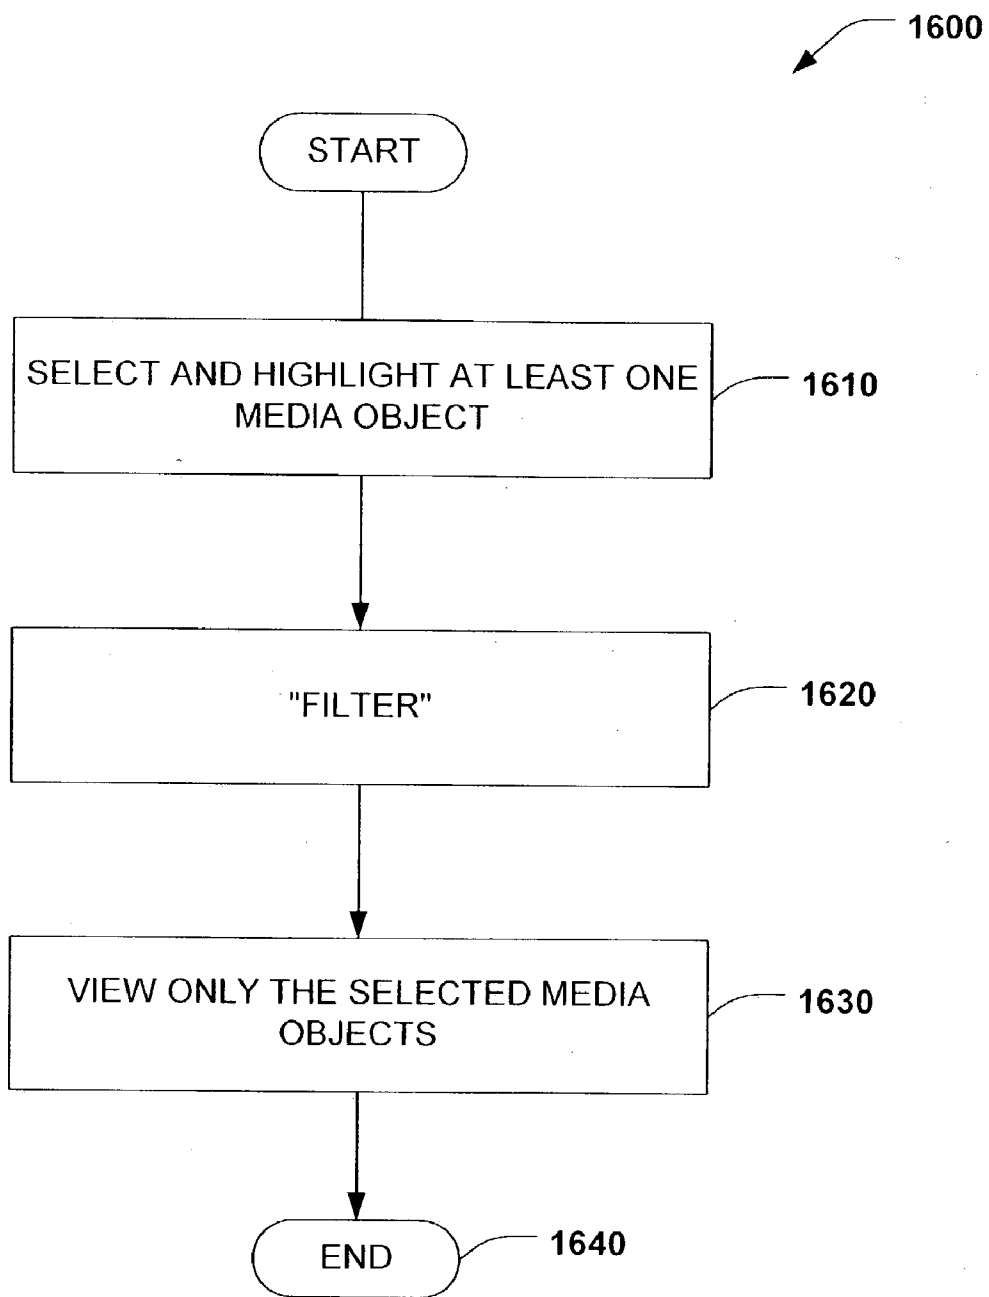 1600
START
SELECT AND HIGHLIGHT AT LEAST ONE
MEDIA OBJECT
1610
"FILTER"
1620
VIEW ONLY THE SELECTED MEDIA
OBJECTS
1630
END
1640